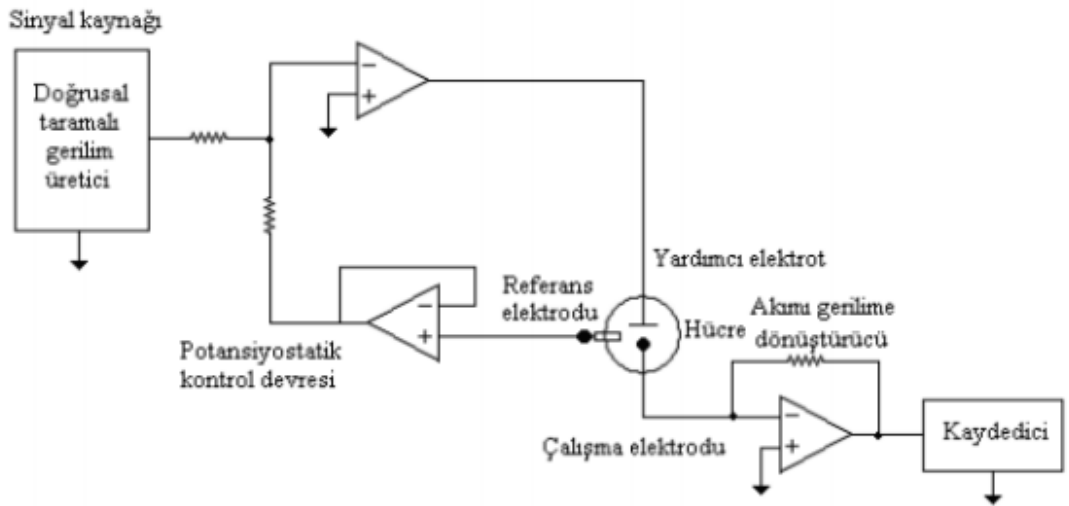 Sinyal kaynağı
Doğrusal
taramalı
gerilim
üretici
−
+
Yardımcı elektrot
Referans
elektrodu
Hücre
Akımı gerilime
dönüştürücü
−
+
Potansiyostatik
kontrol devresi
Çalışma elektrodu
−
+
Kaydedici